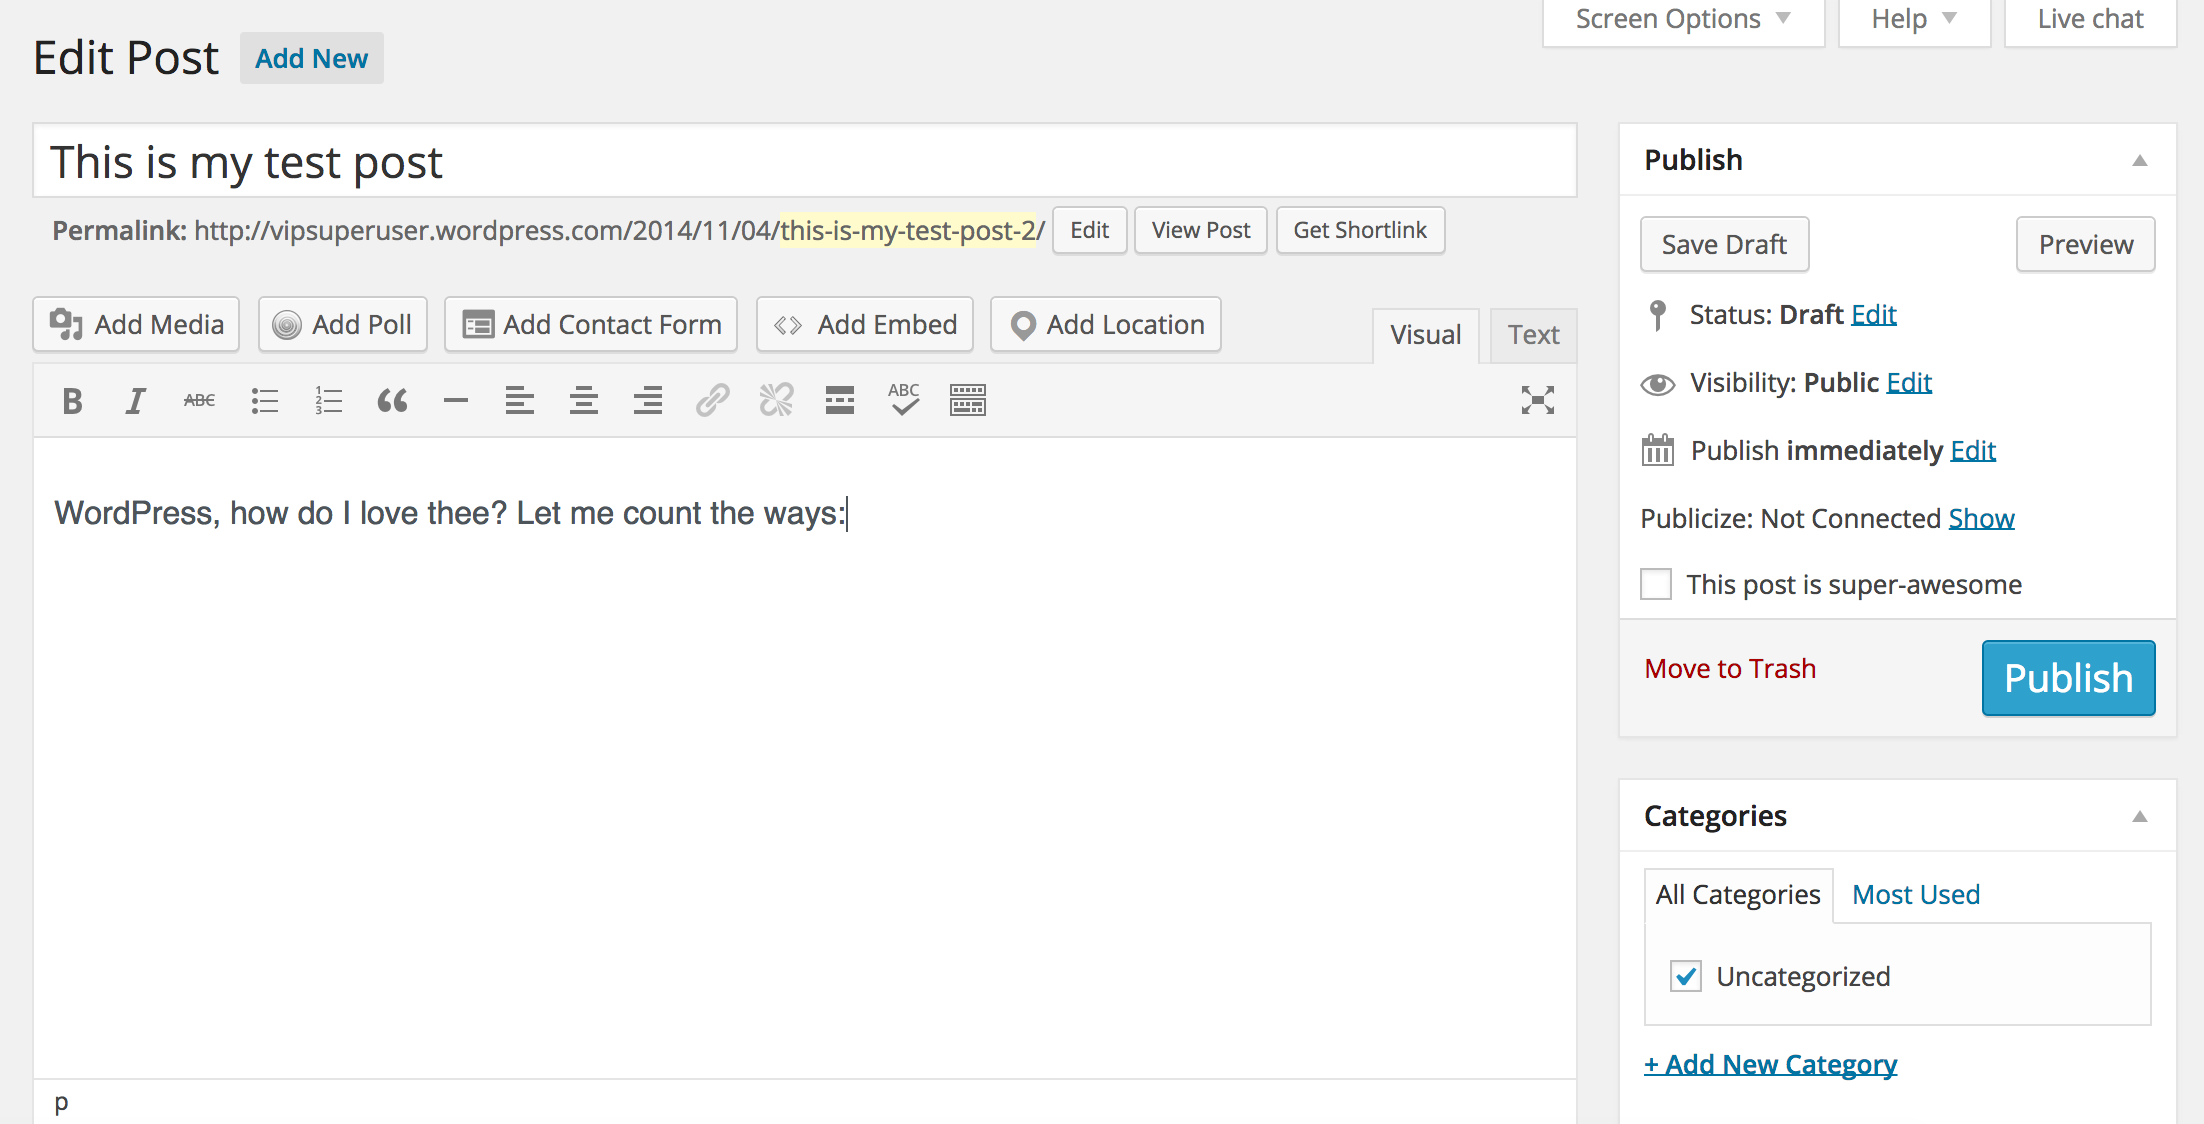 Screen Options Help Live chat
Edit Post Add New
This is my test post
Permalink: http://vipsuperuser.wordpress.com/2014/11/04/this-is-my-test-post-2/ Edit View Post Get Shortlink
Add Media Add Poll Add Contact Form Add Embed Add Location Visual Text
B I ABC 1 2 3 “ ABC
WordPress, how do I love thee? Let me count the ways:
p
Publish
Save Draft Preview
Status: Draft Edit
Visibility: Public Edit
Publish immediately Edit
Publicize: Not Connected Show
This post is super-awesome
Move to Trash Publish
Categories
All Categories Most Used
Uncategorized
+ Add New Category